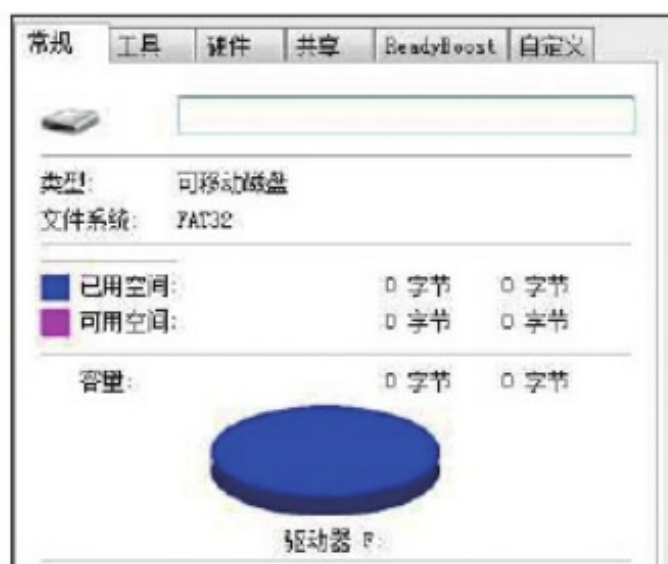 常规 工具 硬件 共享 ReadyBoost 自定义
类型: 可移动磁盘
文件系统: FAT32
已用空间: 0 字节 0 字节
可用空间: 0 字节 0 字节
容量: 0 字节 0 字节
驱动器 F: